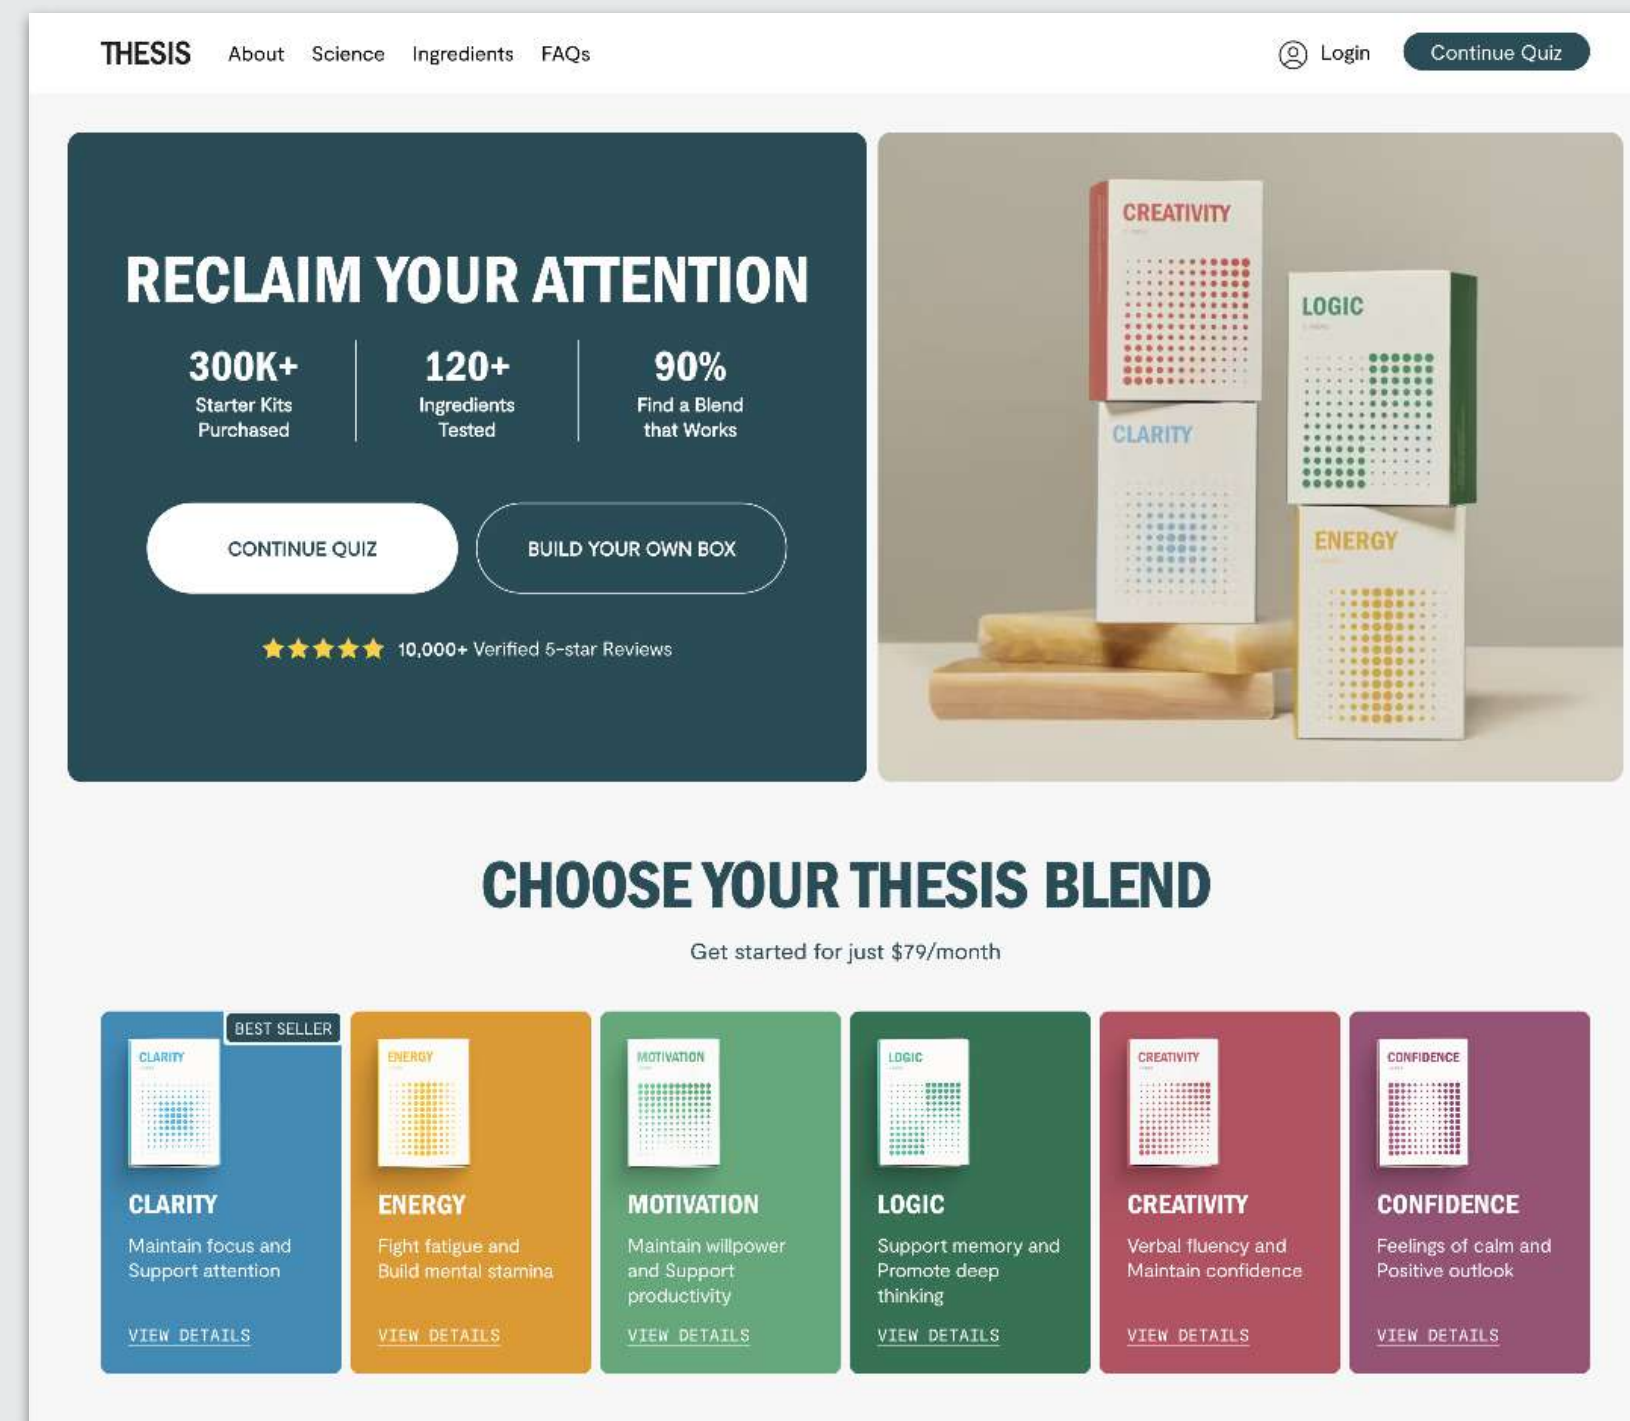 THESIS
About
Science
Ingredients
FAQs
Login
Continue Quiz
RECLAIM YOUR ATTENTION
300K+
Starter Kits
Purchased
120+
Ingredients
Tested
90%
Find a Blend
that Works
CONTINUE QUIZ
BUILD YOUR OWN BOX
10,000+ Verified 5-star Reviews
CREATIVITY
LOGIC
CLARITY
ENERGY
CHOOSE YOUR THESIS BLEND
Get started for just $79/month
BEST SELLER
CLARITY
CLARITY
Maintain focus and
Support attention
VIEW DETAILS
ENERGY
ENERGY
Fight fatigue and
Build mental stamina
VIEW DETAILS
MOTIVATION
MOTIVATION
Maintain willpower
and Support
productivity
VIEW DETAILS
LOGIC
LOGIC
Support memory and
Promote deep
thinking
VIEW DETAILS
CREATIVITY
CREATIVITY
Verbal fluency and
Maintain confidence
VIEW DETAILS
CONFIDENCE
CONFIDENCE
Feelings of calm and
Positive outlook
VIEW DETAILS